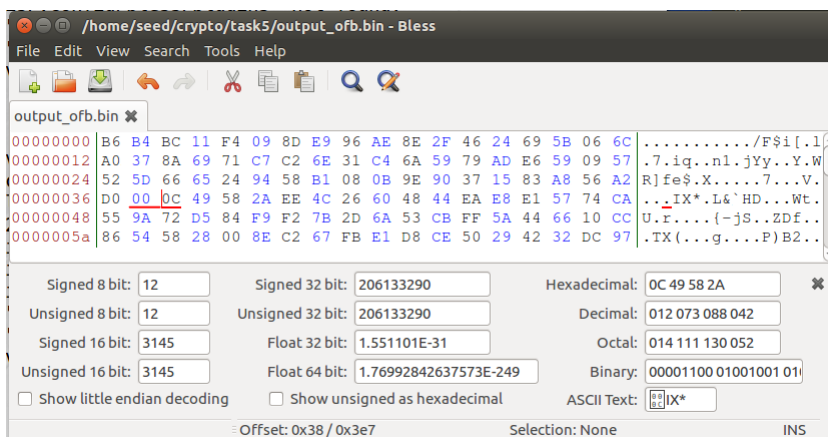 /home/seed/crypto/task5/output_ofb.bin - Bless
File Edit View Search Tools Help
output_ofb.bin
00000000 B6 B4 BC 11 F4 09 8D E9 96 AE 8E 2F 46 24 69 5B 06 6C .........../F$i[.l
00000012 A0 37 8A 69 71 C7 C2 6E 31 C4 6A 59 79 AD E6 59 09 57 .7.iq..n1.jYy..Y.W
00000024 52 5D 66 65 24 94 58 B1 08 0B 9E 90 37 15 83 A8 56 A2 R]fe$.X.....7...V.
00000036 D0 00 0C 49 58 2A EE 4C 26 60 48 44 EA E8 E1 57 74 CA ...IX*.L&`HD...Wt.
00000048 55 9A 72 D5 84 F9 F2 7B 2D 6A 53 CB FF 5A 44 66 10 CC U.r....{-jS..ZDf..
0000005a 86 54 58 28 00 8E C2 67 FB E1 D8 CE 50 29 42 32 DC 97 .TX(...g....P)B2..
Signed 8 bit: 12 Signed 32 bit: 206133290 Hexadecimal: 0C 49 58 2A
Unsigned 8 bit: 12 Unsigned 32 bit: 206133290 Decimal: 012 073 088 042
Signed 16 bit: 3145 Float 32 bit: 1.551101E-31 Octal: 014 111 130 052
Unsigned 16 bit: 3145 Float 64 bit: 1.76992842637573E-249 Binary: 00001100 01001001 01
Show little endian decoding Show unsigned as hexadecimal ASCII Text: IX*
Offset: 0x38 / 0x3e7 Selection: None INS